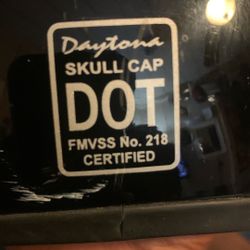 Daytona
SKULL CAP
DOT
FMVSS No. 218
CERTIFIED